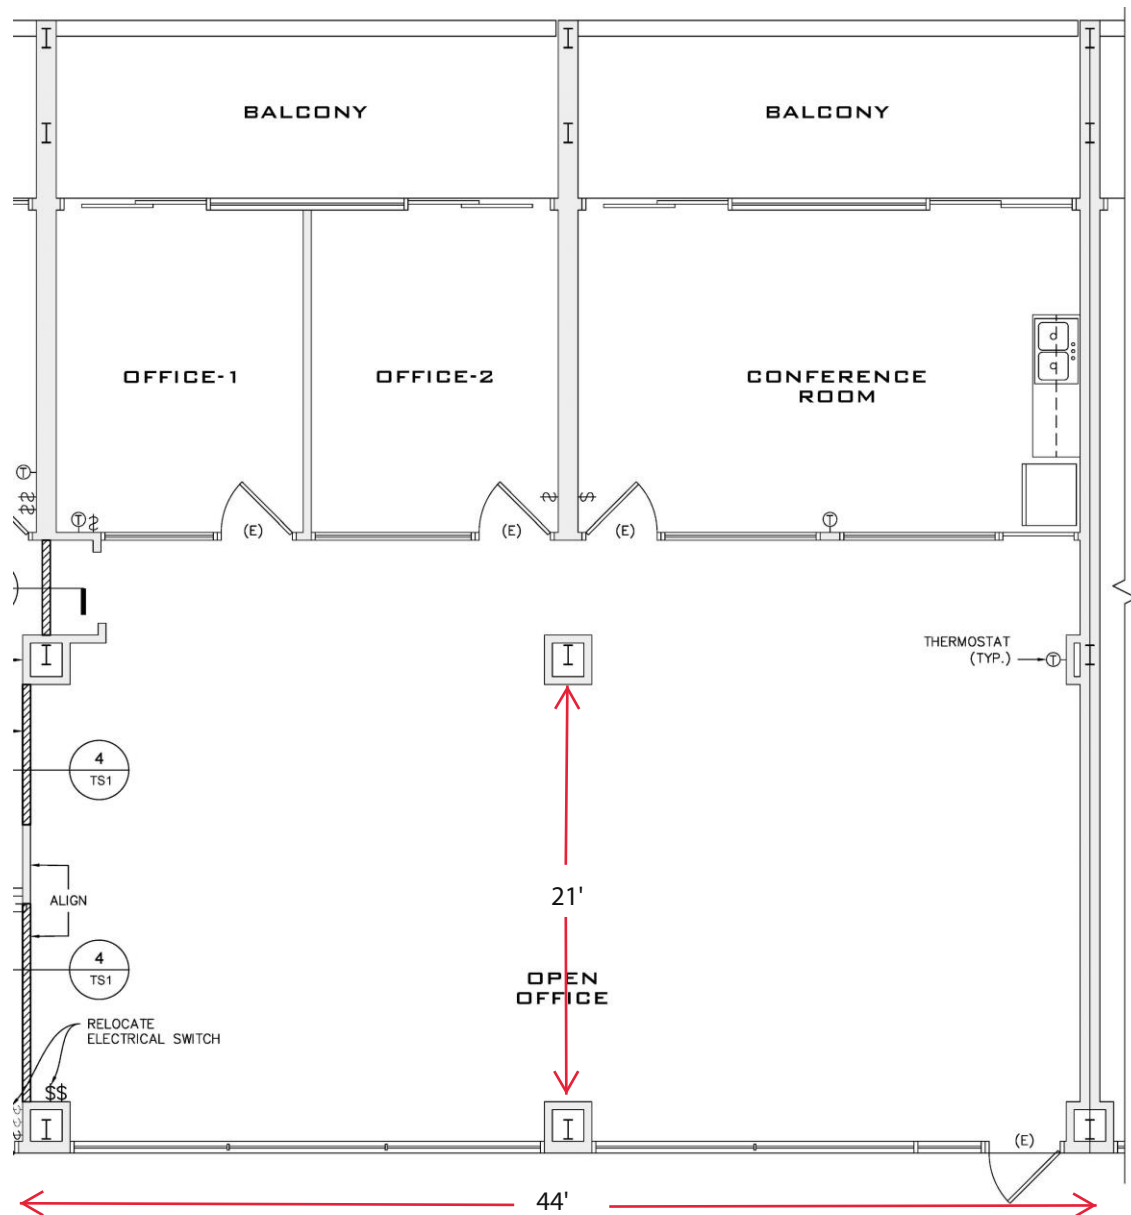 BALCONY
BALCONY
OFFICE-1
OFFICE-2
CONFERENCE
ROOM
T
T
(E)
(E)
(E)
T
THERMOSTAT
(TYP.)
T
4
TS1
21'
ALIGN
4
TS1
OPEN
OFFICE
RELOCATE
ELECTRICAL SWITCH
$$
(E)
44'